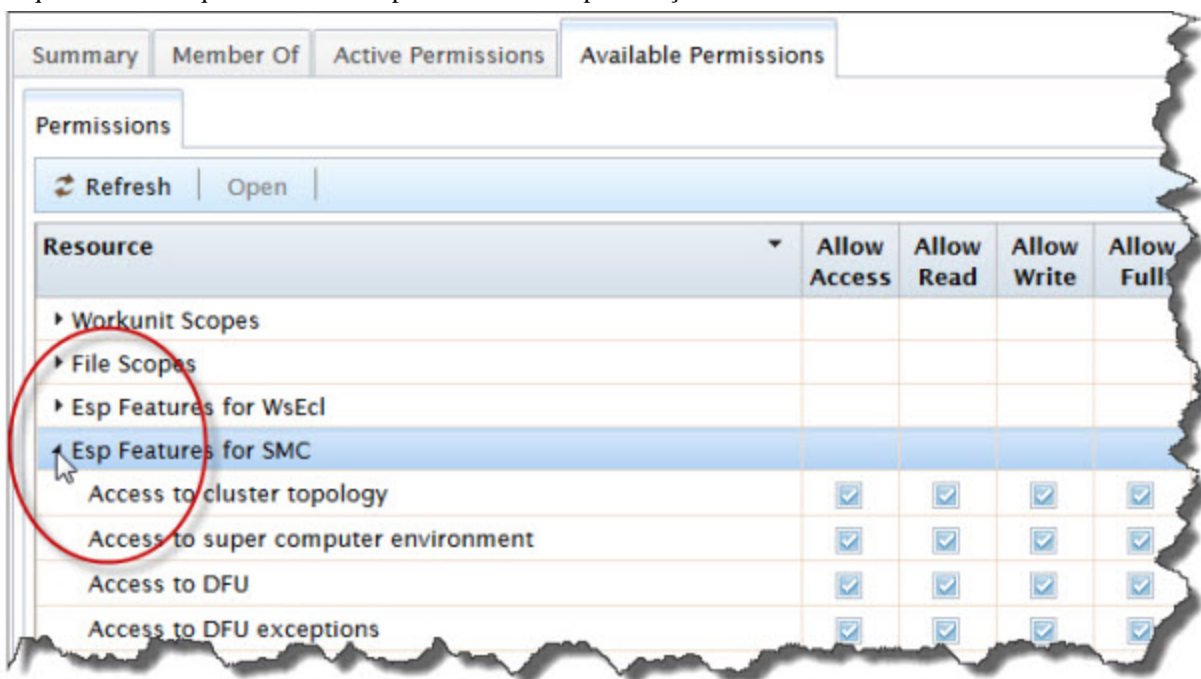 Summary Member Of Active Permissions Available Permissions
Permissions
Refresh Open
Resource Allow Access Allow Read Allow Write Allow Full
Workunit Scopes
File Scopes
Esp Features for WsEcl
Esp Features for SMC
Access to cluster topology
Access to super computer environment
Access to DFU
Access to DFU exceptions